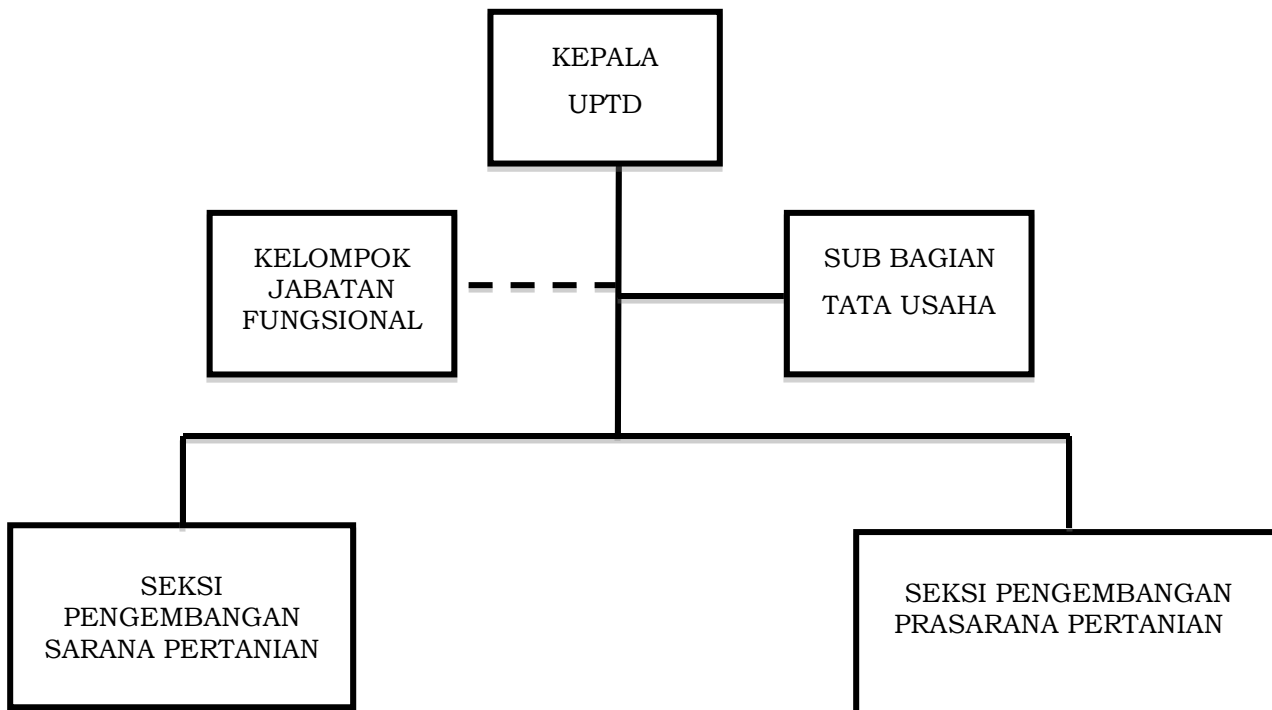 KEPALA
UPTD
KELOMPOK
JABATAN
FUNGSIONAL
SUB BAGIAN
TATA USAHA
SEKSI
PENGEMBANGAN
SARANA PERTANIAN
SEKSI PENGEMBANGAN
PRASARANA PERTANIAN